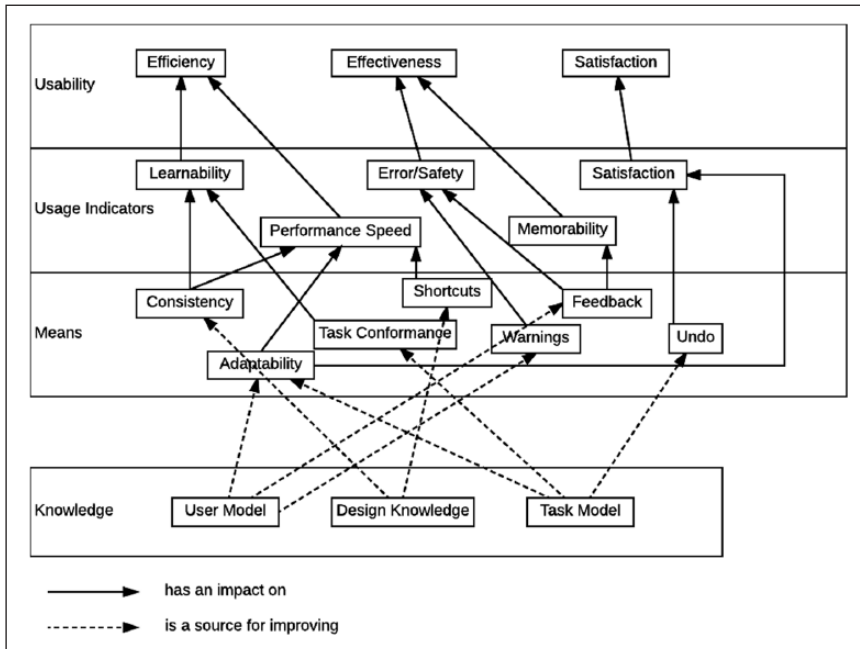 Efficiency
Effectiveness
Satisfaction
Usability
Learnability
Error/Safety
Satisfaction
Usage Indicators
Performance Speed
Memorability
Consistency
Shortcuts
Feedback
Means
Task Conformance
Warnings
Undo
Adaptability
Knowledge
User Model
Design Knowledge
Task Model
has an impact on
is a source for improving